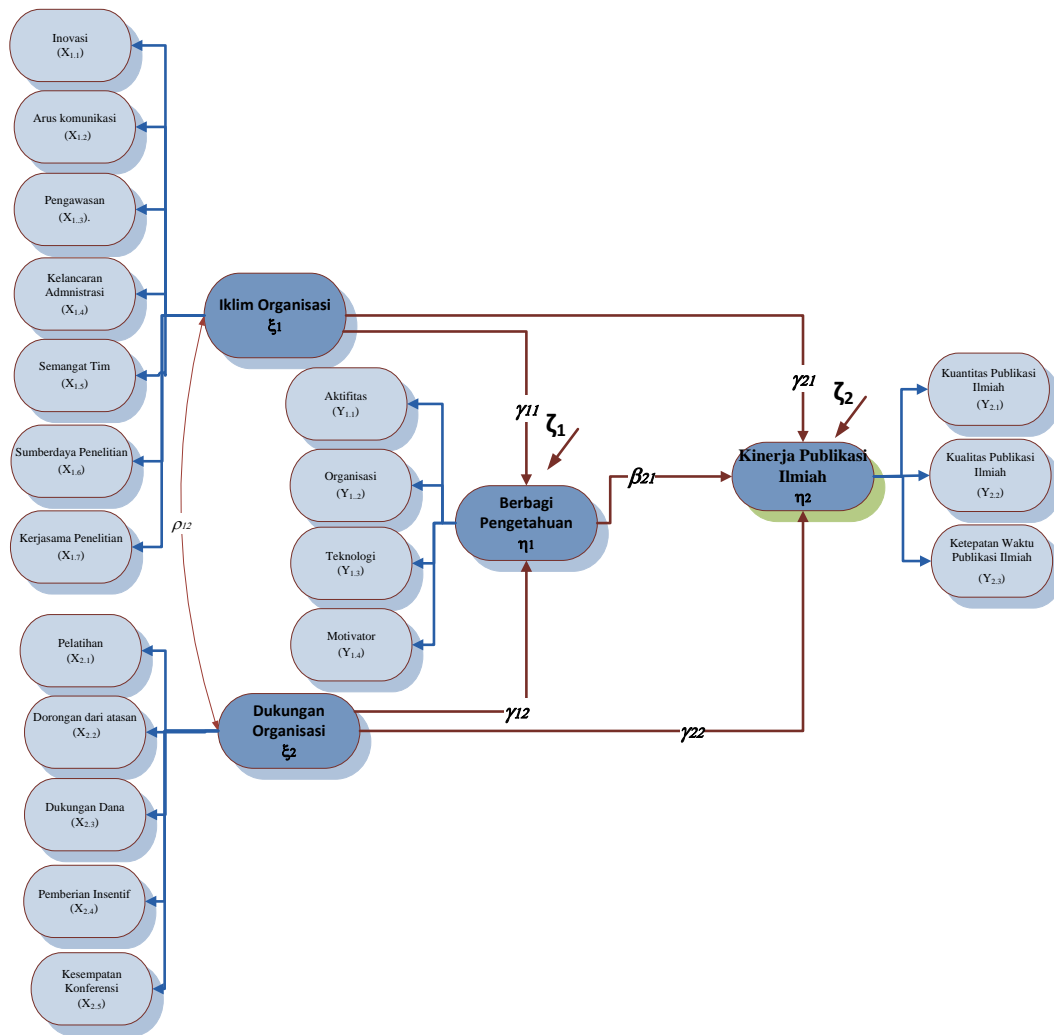 Inovasi
(X1.1)
Arus komunikasi
(X1.2)
Pengawasan
(X1..3).
Kelancaran
Admnistrasi
(X1.4)
Semangat Tim
(X1.5)
Sumberdaya Penelitian
(X1.6)
Kerjasama Penelitian
(X1.7)
Pelatihan
(X2.1)
Dorongan dari atasan
(X2.2)
Dukungan Dana
(X2.3)
Pemberian Insentif
(X2.4)
Kesempatan
Konferensi
(X2.5)
ρ12
Iklim Organisasi
ξ1
Dukungan
Organisasi
ξ2
Aktifitas
(Y1.1)
Organisasi
(Y1..2)
Teknologi
(Y1.3)
Motivator
(Y1.4)
γ11
ζ1
Berbagi
Pengetahuan
η1
γ12
β21
γ21
ζ2
Kinerja Publikasi
Ilmiah
η2
γ22
Kuantitas Publikasi
Ilmiah
(Y2.1)
Kualitas Publikasi
Ilmiah
(Y2.2)
Ketepatan Waktu
Publikasi Ilmiah
(Y2.3)